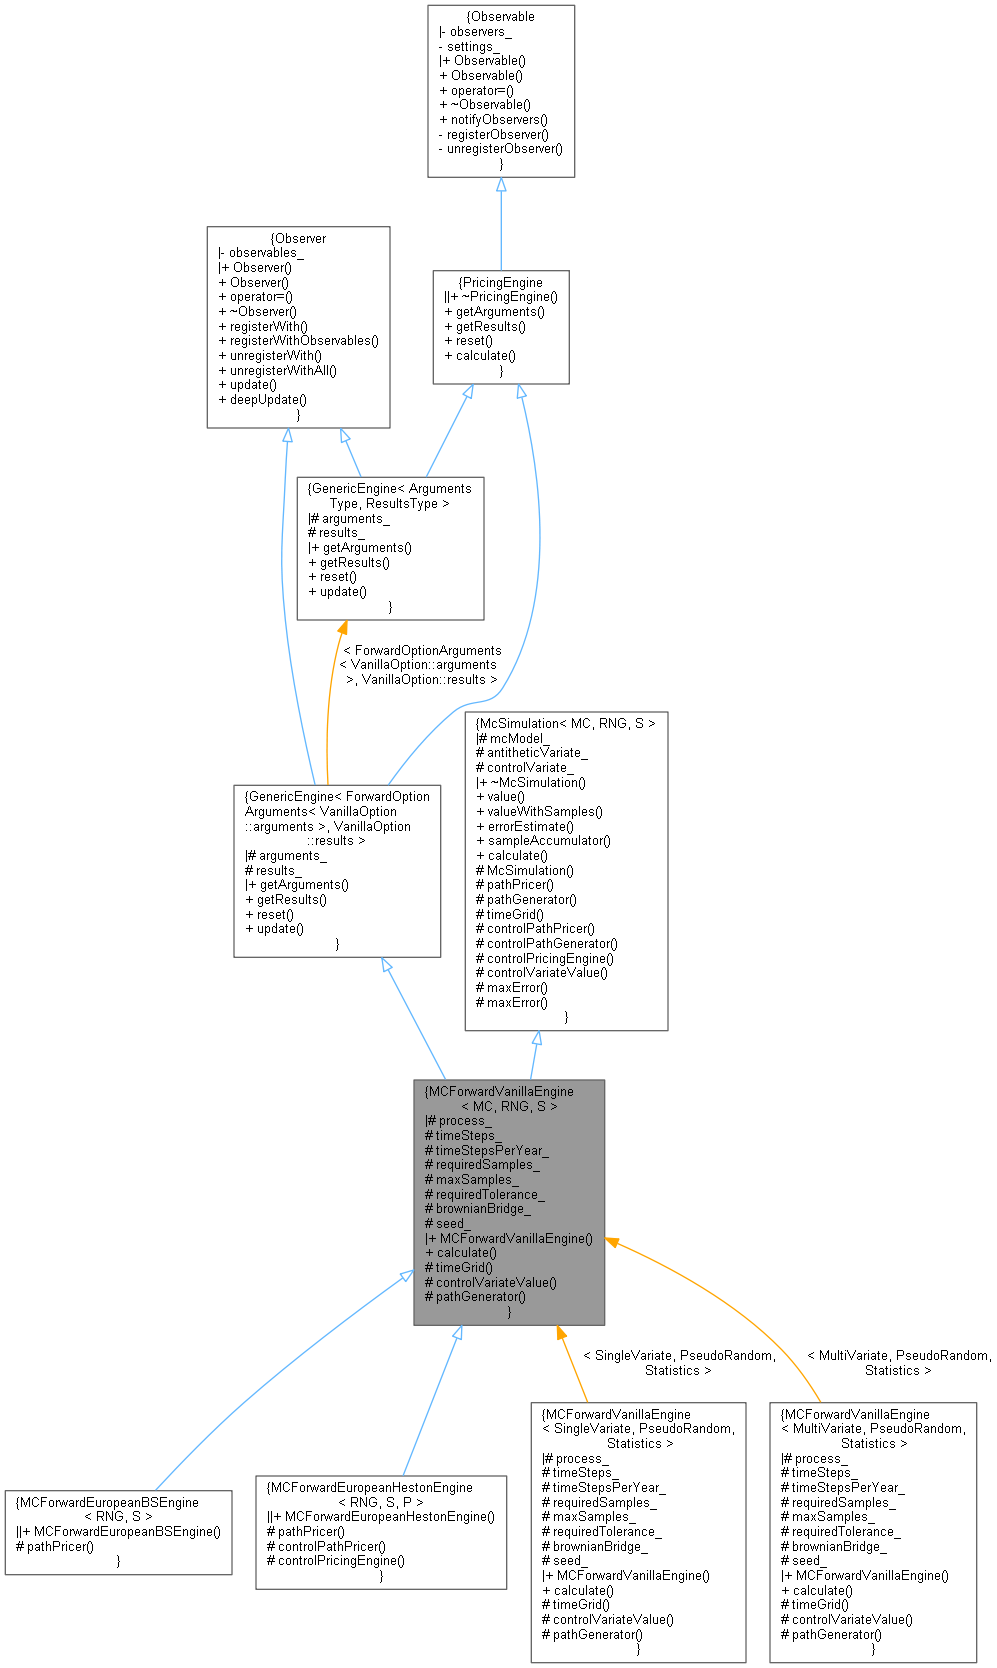 {Observable
|- observers_
- settings_
|+ Observable()
+ Observable()
+ operator=()
+ ~Observable()
+ notifyObservers()
- registerObserver()
- unregisterObserver()
}
{Observer
|- observables_
|+ Observer()
+ Observer()
+ operator=()
+ ~Observer()
+ registerWith()
+ registerWithObservables()
+ unregisterWith()
+ unregisterWithAll()
+ update()
+ deepUpdate()
}
{PricingEngine
||+ ~PricingEngine()
+ getArguments()
+ getResults()
+ reset()
+ calculate()
}
{GenericEngine< Arguments
Type, ResultsType >
|# arguments_
# results_
|+ getArguments()
+ getResults()
+ reset()
+ update()
}
< ForwardOptionArguments
< VanillaOption::arguments
>, VanillaOption::results >
{McSimulation< MC, RNG, S >
|# mcModel_
# antitheticVariate_
# controlVariate_
|+ ~McSimulation()
+ value()
+ valueWithSamples()
+ errorEstimate()
+ sampleAccumulator()
+ calculate()
# McSimulation()
# pathPricer()
# pathGenerator()
# timeGrid()
# controlPathPricer()
# controlPathGenerator()
# controlPricingEngine()
# controlVariateValue()
# maxError()
# maxError()
}
{GenericEngine< ForwardOption
Arguments< VanillaOption
::arguments >, VanillaOption
::results >
|# arguments_
# results_
|+ getArguments()
+ getResults()
+ reset()
+ update()
}
{MCForwardVanillaEngine
< MC, RNG, S >
|# process_
# timeSteps_
# timeStepsPerYear_
# requiredSamples_
# maxSamples_
# requiredTolerance_
# brownianBridge_
# seed_
|+ MCForwardVanillaEngine()
+ calculate()
# timeGrid()
# controlVariateValue()
# pathGenerator()
}
< SingleVariate, PseudoRandom,
Statistics >
< MultiVariate, PseudoRandom,
Statistics >
{MCForwardEuropeanBSEngine
< RNG, S >
||+ MCForwardEuropeanBSEngine()
# pathPricer()
}
{MCForwardEuropeanHestonEngine
< RNG, S, P >
||+ MCForwardEuropeanHestonEngine()
# pathPricer()
# controlPathPricer()
# controlPricingEngine()
}
{MCForwardVanillaEngine
< SingleVariate, PseudoRandom,
Statistics >
|# process_
# timeSteps_
# timeStepsPerYear_
# requiredSamples_
# maxSamples_
# requiredTolerance_
# brownianBridge_
# seed_
|+ MCForwardVanillaEngine()
+ calculate()
# timeGrid()
# controlVariateValue()
# pathGenerator()
}
{MCForwardVanillaEngine
< MultiVariate, PseudoRandom,
Statistics >
|# process_
# timeSteps_
# timeStepsPerYear_
# requiredSamples_
# maxSamples_
# requiredTolerance_
# brownianBridge_
# seed_
|+ MCForwardVanillaEngine()
+ calculate()
# timeGrid()
# controlVariateValue()
# pathGenerator()
}